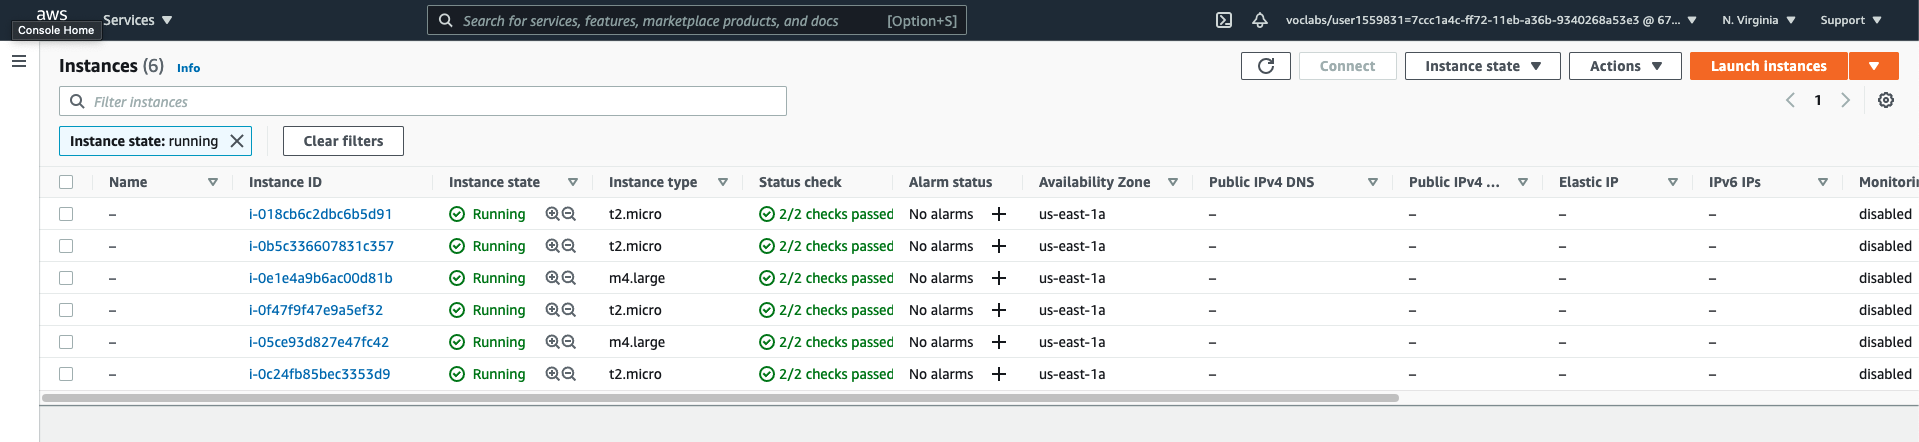 aws Services ▼ Search for services, features, marketplace products, and docs [Option+S] voclabs/user1559831=7ccc1a4c-ff72-11eb-a36b-9340268a53e3 @ 67... ▼ N. Virginia ▼ Support ▼
Console Home
Instances (6) Info Connect Instance state ▼ Actions ▼ Launch instances ▼
Filter instances 1
Instance state: running Clear filters
Name Instance ID Instance state Instance type Status check Alarm status Availability Zone Public IPv4 DNS Public IPv4 ... Elastic IP IPv6 IPs Monitorin
– i-018cb6c2dbc6b5d91 Running t2.micro 2/2 checks passed No alarms + us-east-1a – – – – disabled
– i-0b5c336607831c357 Running t2.micro 2/2 checks passed No alarms + us-east-1a – – – – disabled
– i-0e1e4a9b6ac00d81b Running m4.large 2/2 checks passed No alarms + us-east-1a – – – – disabled
– i-0f47f9f47e9a5ef32 Running t2.micro 2/2 checks passed No alarms + us-east-1a – – – – disabled
– i-05ce93d827e47fc42 Running m4.large 2/2 checks passed No alarms + us-east-1a – – – – disabled
– i-0c24fb85bec3353d9 Running t2.micro 2/2 checks passed No alarms + us-east-1a – – – – disabled